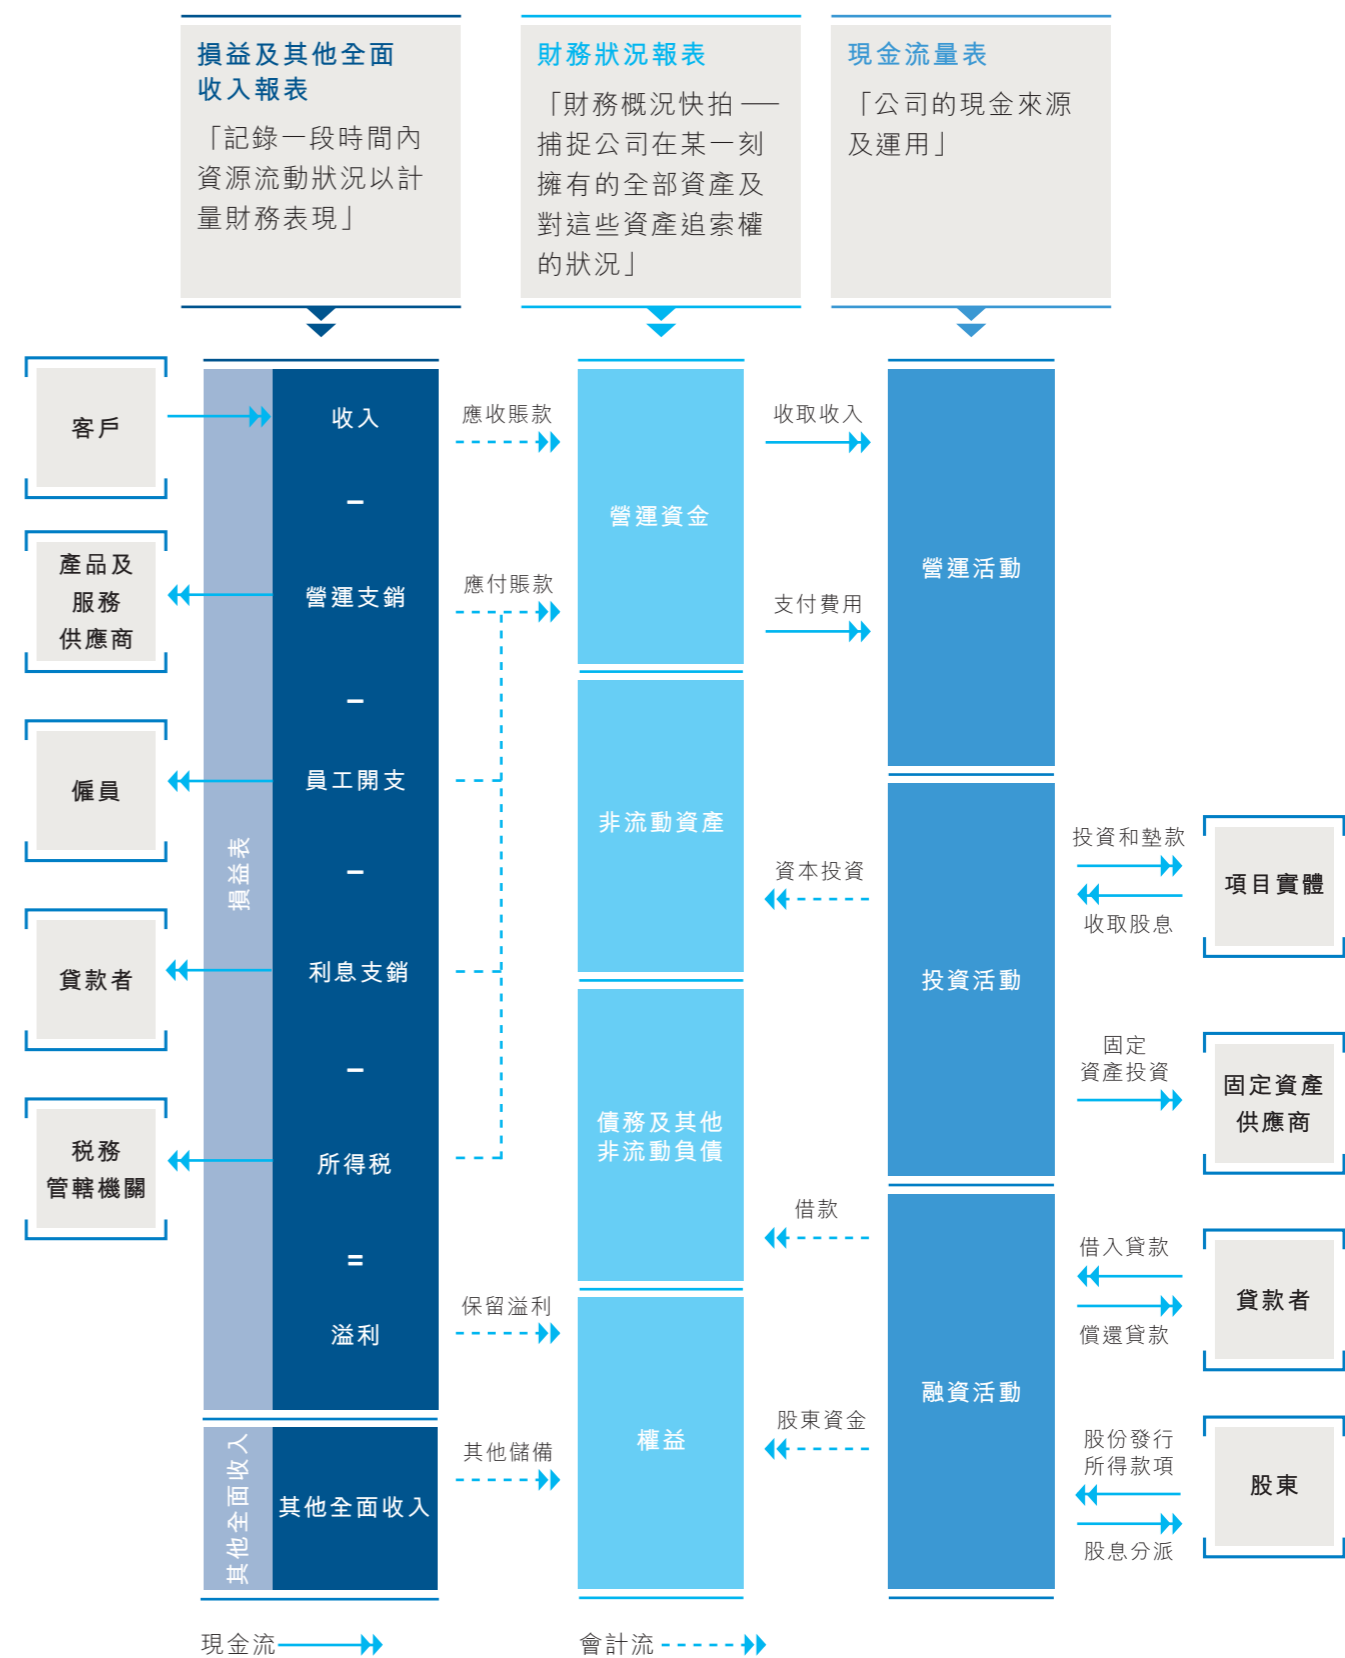 損益及其他全面
收入報表
「記錄一段時間內
資源流動狀況以計
量財務表現」
財務狀況報表
「財務概況快拍 ──
捕捉公司在某一刻
擁有的全部資產及
對這些資產追索權
的狀況」
現金流量表
「公司的現金來源
及運用」
客戶
產品及
服務
供應商
僱員
貸款者
稅務
管轄機關
損益表
其他全面收入
收入
–
營運支銷
–
員工開支
–
利息支銷
–
所得稅
=
溢利
其他全面收入
應收賬款
應付賬款
保留溢利
其他儲備
營運資金
非流動資產
債務及其他
非流動負債
權益
收取收入
支付費用
資本投資
借款
股東資金
營運活動
投資活動
融資活動
投資和墊款
收取股息
固定
資產投資
借入貸款
償還貸款
股份發行
所得款項
股息分派
項目實體
固定資產
供應商
貸款者
股東
現金流
會計流